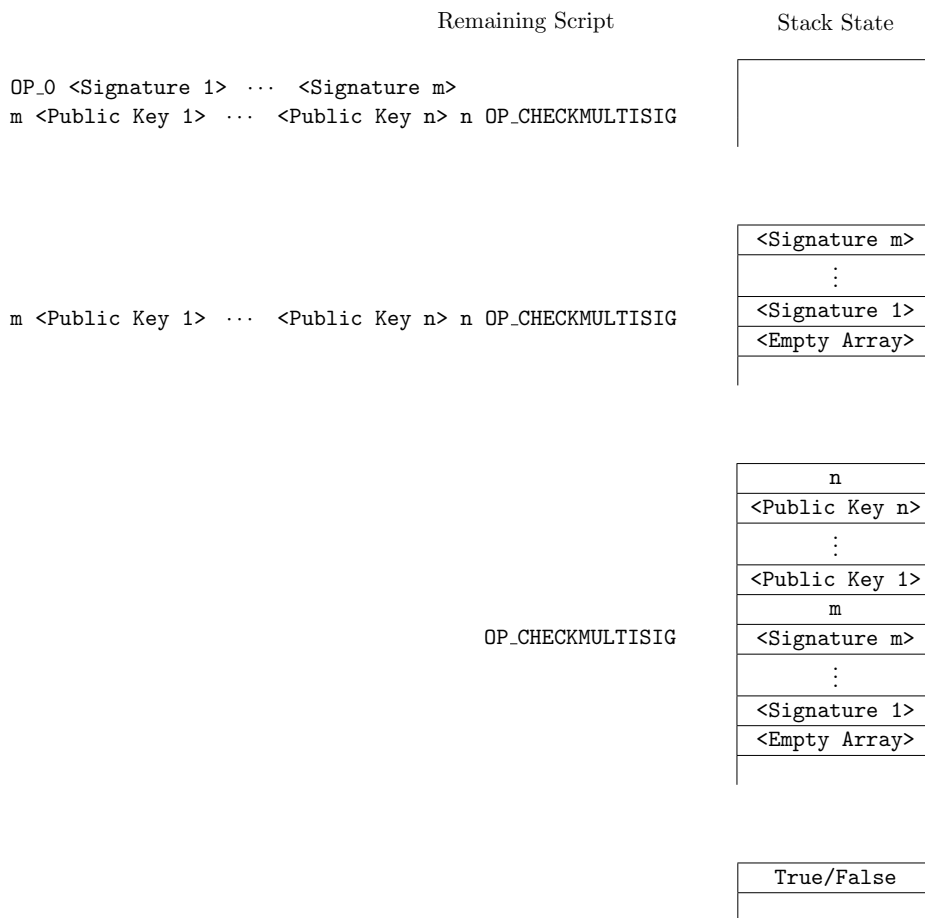 Remaining Script Stack State
OP_0 <Signature 1> ··· <Signature m>
m <Public Key 1> ··· <Public Key n> n OP_CHECKMULTISIG
<Signature m>
⋮
<Signature 1>
<Empty Array>
m <Public Key 1> ··· <Public Key n> n OP_CHECKMULTISIG
n
<Public Key n>
⋮
<Public Key 1>
m
<Signature m>
⋮
<Signature 1>
<Empty Array>
OP_CHECKMULTISIG
True/False